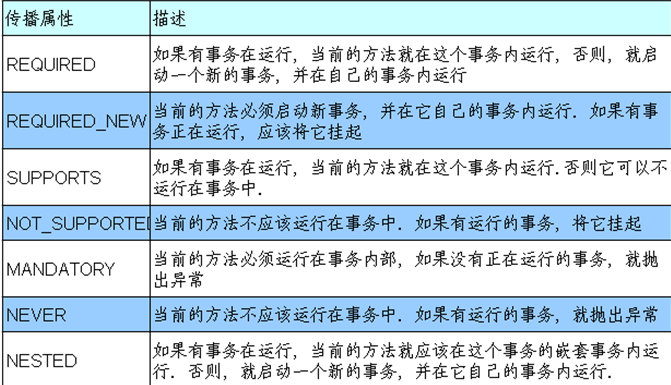 传播属性 描述
REQUIRED 如果有事务在运行，当前的方法就在这个事务内运行，否则，就启
动一个新的事务，并在自己的事务内运行
REQUIRED_NEW 当前的方法必须启动新事务，并在它自己的事务内运行．如果有事
务正在运行，应该将它挂起
SUPPORTS 如果有事务在运行，当前的方法就在这个事务内运行．否则它可以不
运行在事务中．
NOT_SUPPORTED 当前的方法不应该运行在事务中．如果有运行的事务，将它挂起
MANDATORY 当前的方法必须运行在事务内部，如果没有正在运行的事务，就抛
出异常
NEVER 当前的方法不应该运行在事务中．如果有运行的事务，就抛出异常
NESTED 如果有事务在运行，当前的方法就应该在这个事务的嵌套事务内运
行．否则，就启动一个新的事务，并在它自己的事务内运行．